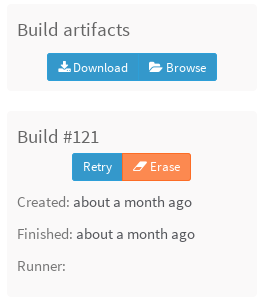 Build artifacts
Download Browse
Build #121
Retry Erase
Created: about a month ago
Finished: about a month ago
Runner: